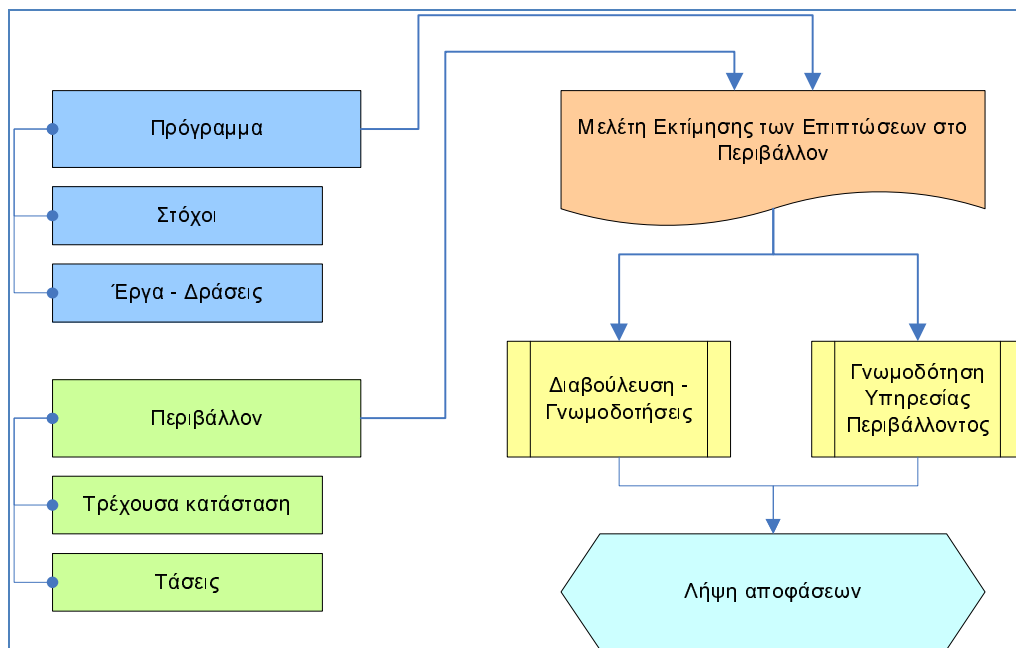 Πρόγραμμα
Στόχοι
Έργα - Δράσεις
Περιβάλλον
Τρέχουσα κατάσταση
Τάσεις
Μελέτη Εκτίμησης των Επιπτώσεων στο
Περιβάλλον
Διαβούλευση -
Γνωμοδοτήσεις
Γνωμοδότηση
Υπηρεσίας
Περιβάλλοντος
Λήψη αποφάσεων